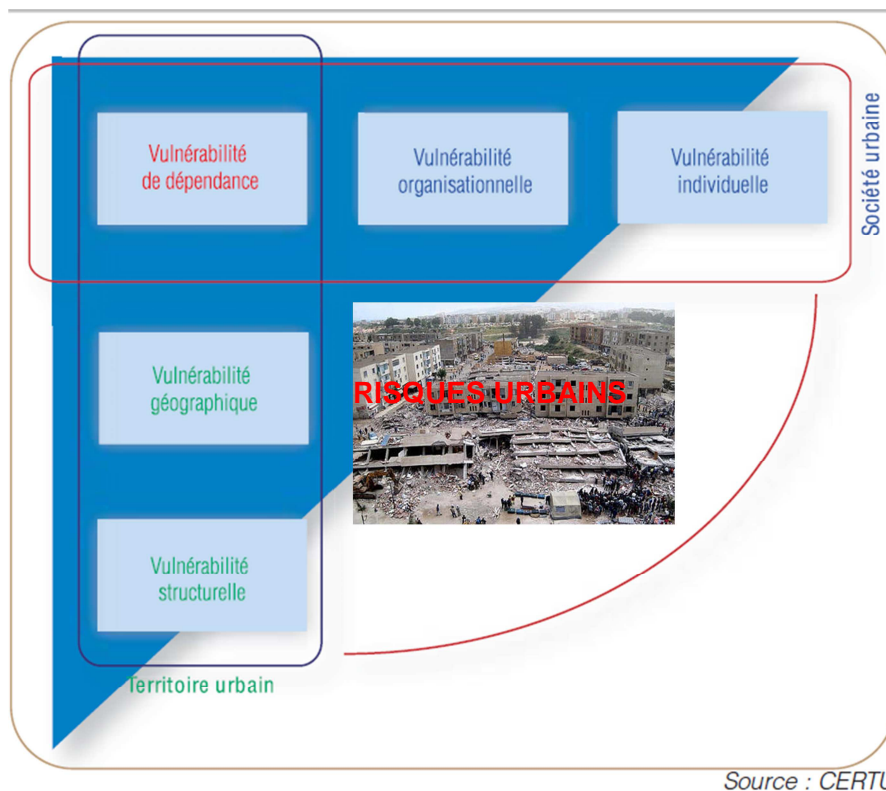 Vulnérabilité
de dépendance
Vulnérabilité
organisationnelle
Vulnérabilité
individuelle
Société urbaine
Vulnérabilité
géographique
RISQUES URBAINS
Vulnérabilité
structurelle
Territoire urbain
Source : CERTU